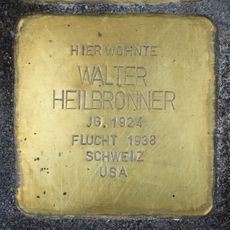 HIER WOHNTE
WALTER
HEILBRONNER
JG. 1924
FLUCHT 1938
SCHWEIZ
USA